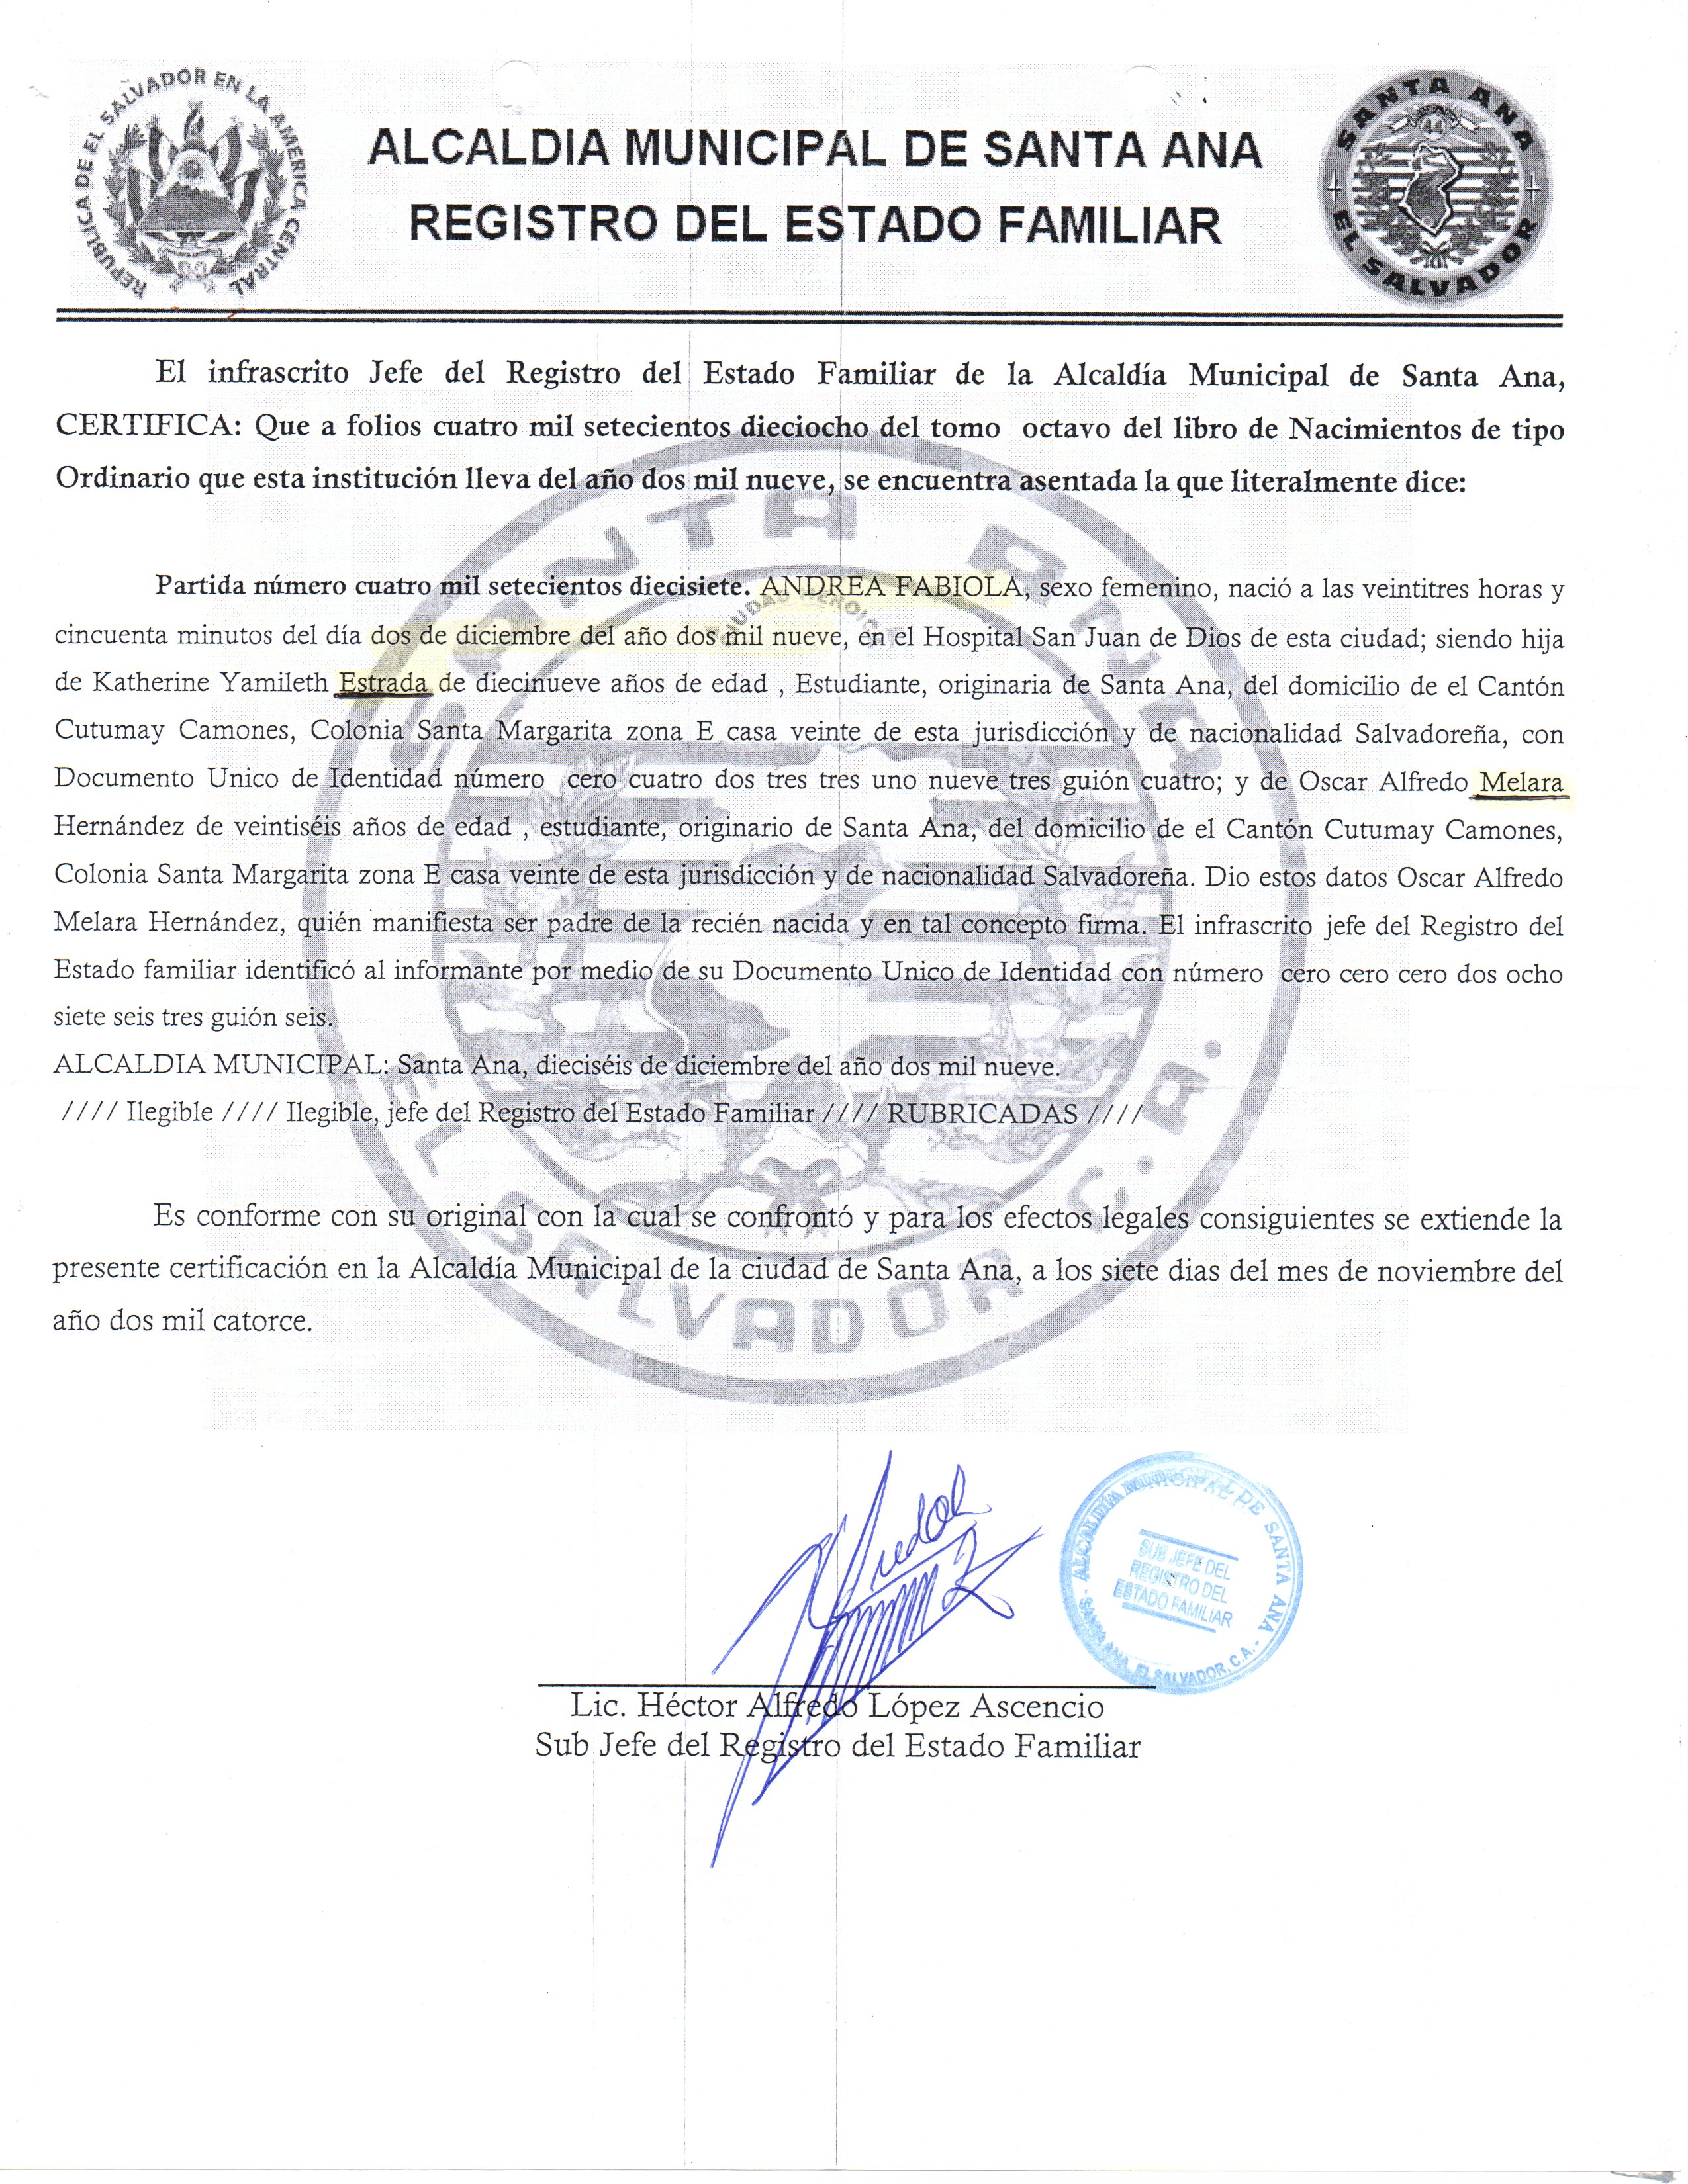 REPUBLICA DE EL SALVADOR EN LA AMERICA CENTRAL
ALCALDIA MUNICIPAL DE SANTA ANA
REGISTRO DEL ESTADO FAMILIAR
SANTA ANA
44
EL SALVADOR
El infrascrito Jefe del Registro del Estado Familiar de la Alcaldía Municipal de Santa Ana,
CERTIFICA: Que a folios cuatro mil setecientos dieciocho del tomo octavo del libro de Nacimientos de tipo
Ordinario que esta institución lleva del año dos mil nueve, se encuentra asentada la que literalmente dice:
Partida número cuatro mil setecientos diecisiete. ANDREA FABIOLA, sexo femenino, nació a las veintitres horas y
cincuenta minutos del día dos de diciembre del año dos mil nueve, en el Hospital San Juan de Dios de esta ciudad; siendo hija
de Katherine Yamileth Estrada de diecinueve años de edad , Estudiante, originaria de Santa Ana, del domicilio de el Cantón
Cutumay Camones, Colonia Santa Margarita zona E casa veinte de esta jurisdicción y de nacionalidad Salvadoreña, con
Documento Unico de Identidad número cero cuatro dos tres tres uno nueve tres guión cuatro; y de Oscar Alfredo Melara
Hernández de veintiséis años de edad , estudiante, originario de Santa Ana, del domicilio de el Cantón Cutumay Camones,
Colonia Santa Margarita zona E casa veinte de esta jurisdicción y de nacionalidad Salvadoreña. Dio estos datos Oscar Alfredo
Melara Hernández, quién manifiesta ser padre de la recién nacida y en tal concepto firma. El infrascrito jefe del Registro del
Estado familiar identificó al informante por medio de su Documento Unico de Identidad con número cero cero cero dos ocho
siete seis tres guión seis.
ALCALDIA MUNICIPAL: Santa Ana, dieciséis de diciembre del año dos mil nueve.
//// Ilegible //// Ilegible, jefe del Registro del Estado Familiar //// RUBRICADAS ////
Es conforme con su original con la cual se confrontó y para los efectos legales consiguientes se extiende la
presente certificación en la Alcaldía Municipal de la ciudad de Santa Ana, a los siete dias del mes de noviembre del
año dos mil catorce.
SANTA ANA
CIUDAD HEROICA
EL SALVADOR C.A.
ALCALDÍA MUNICIPAL DE SANTA ANA
SUB JEFE DEL
REGISTRO DEL
ESTADO FAMILIAR
SANTA ANA, EL SALVADOR, C.A.
Lic. Héctor Alfredo López Ascencio
Sub Jefe del Registro del Estado Familiar